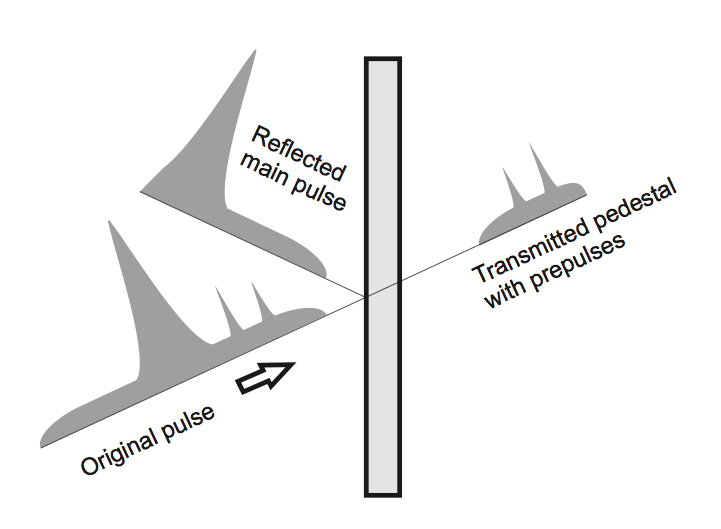 Reflected
main pulse
Transmitted pedestal
with prepulses
Original pulse